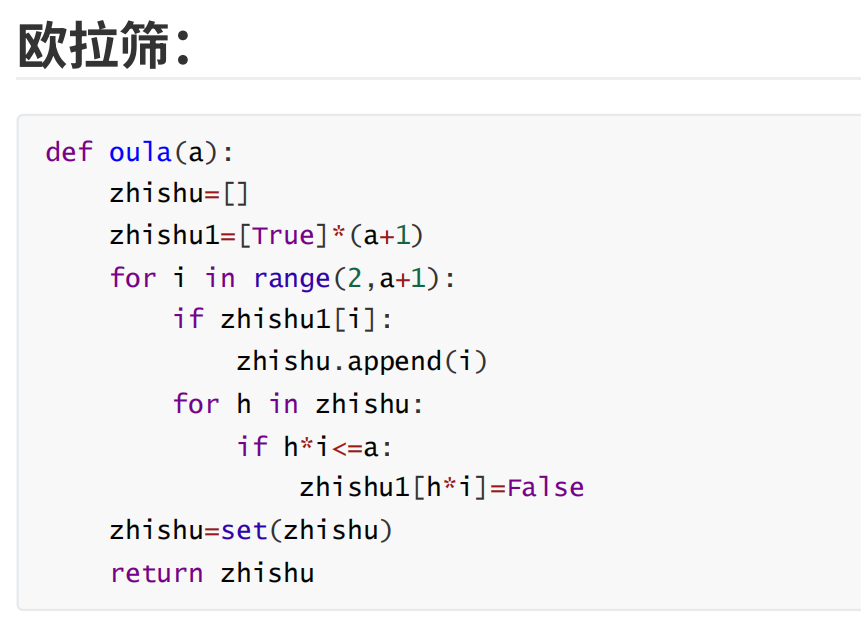 欧拉筛：
def oula(a):
    zhishu=[]
    zhishu1=[True]*(a+1)
    for i in range(2,a+1):
        if zhishu1[i]:
            zhishu.append(i)
        for h in zhishu:
            if h*i<=a:
                zhishu1[h*i]=False
    zhishu=set(zhishu)
    return zhishu